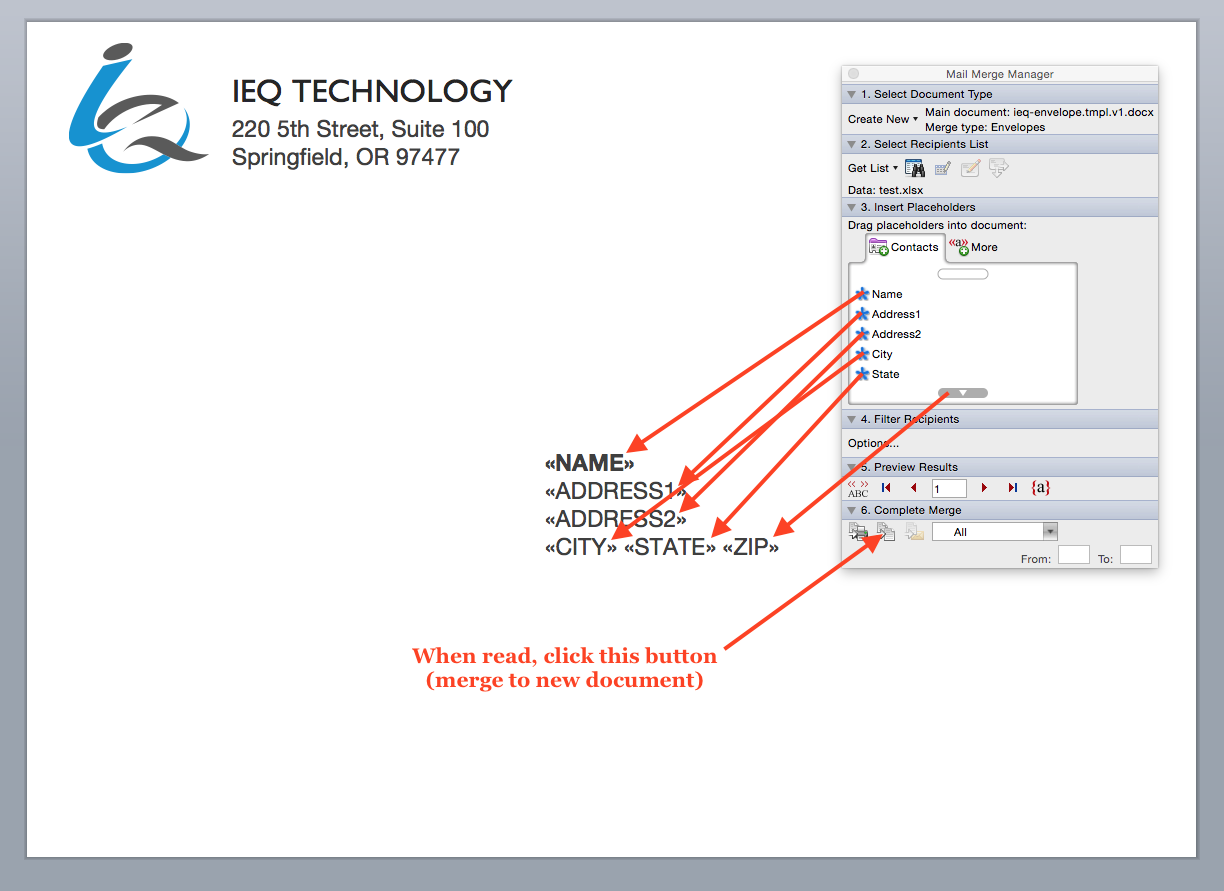 IEQ TECHNOLOGY
220 5th Street, Suite 100
Springfield, OR 97477
Mail Merge Manager
1. Select Document Type
Create New
Main document: ieq-envelope.tmpl.v1.docx
Merge type: Envelopes
2. Select Recipients List
Get List
Data: test.xlsx
3. Insert Placeholders
Drag placeholders into document:
Contacts
«a» More
Name
Address1
Address2
City
State
4. Filter Recipients
Options...
5. Preview Results
« »
ABC
1
{a}
6. Complete Merge
All
From:
To:
«NAME»
«ADDRESS1»
«ADDRESS2»
«CITY» «STATE» «ZIP»
When read, click this button
(merge to new document)